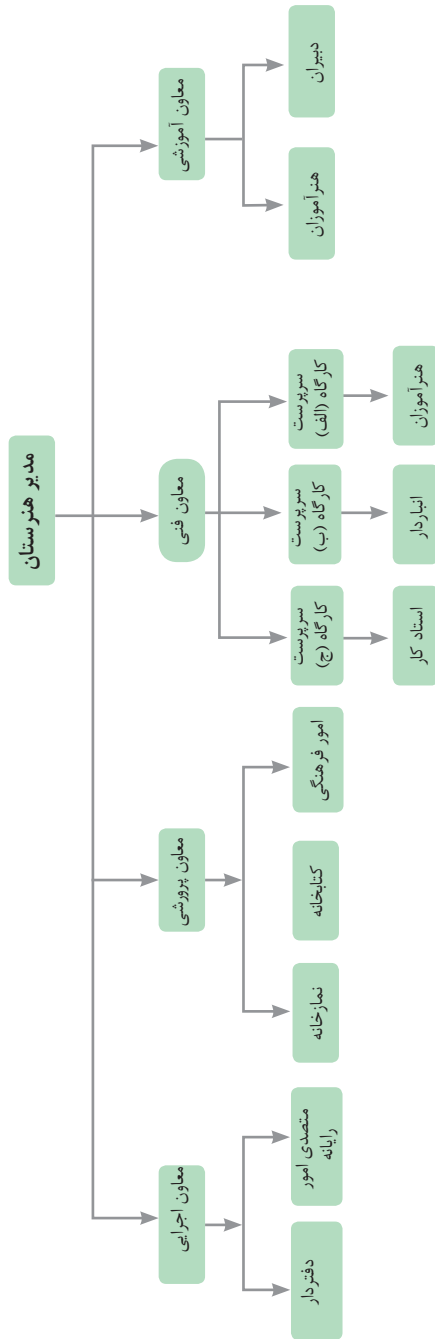 مدیر هنرستان
معاون آموزشی
معاون فنی
معاون پرورشی
معاون اجرایی
دبیران
هنرآموزان
سرپرست
کارگاه (الف)
سرپرست
کارگاه (ب)
سرپرست
کارگاه (ج)
امور فرهنگی
کتابخانه
نمازخانه
متصدی امور
رایانه
دفتردار
هنرآموزان
انباردار
استاد کار